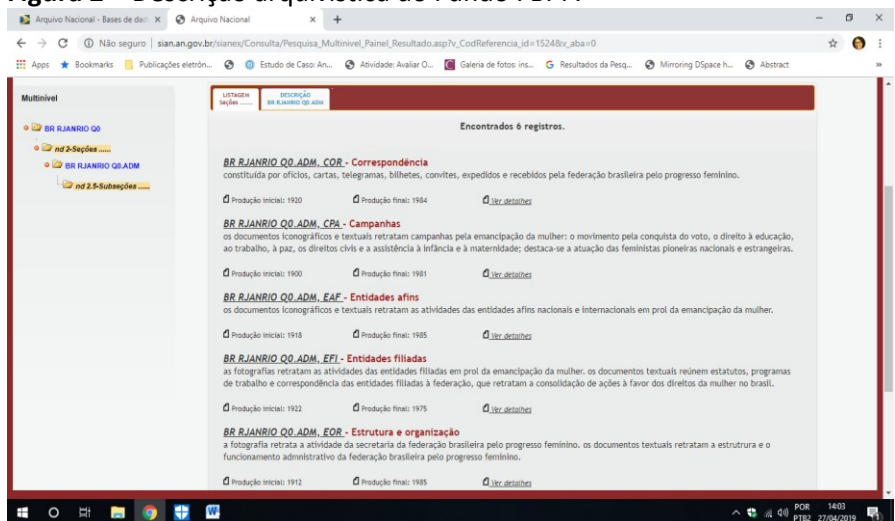 Arquivo Nacional - Bases de dad
Arquivo Nacional
Não seguro | sian.an.gov.br/sianex/Consulta/Pesquisa_Multinivel_Painel_Resultado.asp?v_CodReferencia_id=1524&v_aba=0
Apps Bookmarks Publicações eletrôn... Estudo de Caso: An... Atividade: Avaliar O... Galeria de fotos: ins... Resultados da Pesq... Mirroring DSpace h... Abstract
Multinível
BR RJANRIO Q0
nd 2-Seções ......
BR RJANRIO Q0.ADM
nd 2.5-Subseções .....
LISTAGEM
Seções .......
DESCRIÇÃO
BR RJANRIO Q0.ADM
Encontrados 6 registros.
BR RJANRIO Q0.ADM, COR - Correspondência
constituída por ofícios, cartas, telegramas, bilhetes, convites, expedidos e recebidos pela federação brasileira pelo progresso feminino.
Produção inicial: 1920 Produção final: 1984 Ver detalhes
BR RJANRIO Q0.ADM, CPA - Campanhas
os documentos iconográficos e textuais retratam campanhas pela emancipação da mulher: o movimento pela conquista do voto, o direito à educação,
ao trabalho, à paz, os direitos civis e a assistência à infância e à maternidade; destaca-se a atuação das feministas pioneiras nacionais e estrangeiras.
Produção inicial: 1900 Produção final: 1981 Ver detalhes
BR RJANRIO Q0.ADM, EAF - Entidades afins
os documentos iconográficos e textuais retratam as atividades das entidades afins nacionais e internacionais em prol da emancipação da mulher.
Produção inicial: 1918 Produção final: 1985 Ver detalhes
BR RJANRIO Q0.ADM, EFI - Entidades filiadas
as fotografias retratam as atividades das entidades filiadas em prol da emancipação da mulher. os documentos textuais reúnem estatutos, programas
de trabalho e correspondência das entidades filiadas à federação, que retratam a consolidação de ações à favor dos direitos da mulher no brasil.
Produção inicial: 1922 Produção final: 1975 Ver detalhes
BR RJANRIO Q0.ADM, EOR - Estrutura e organização
a fotografia retrata a atividade da secretaria da federação brasileira pelo progresso feminino. os documentos textuais retratam a estrutrura e o
funcionamento admnistrativo da federação brasileira pelo progresso feminino.
Produção inicial: 1912 Produção final: 1985 Ver detalhes
POR 14:03
PTB2 27/04/2019